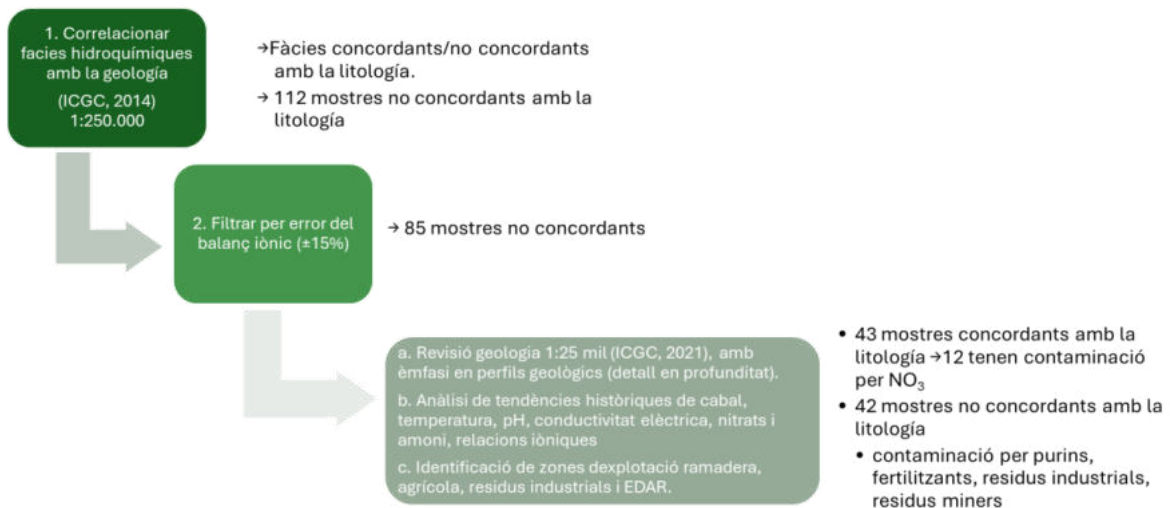 1. Correlacionar
facies hidroquímiques
amb la geología
(ICGC, 2014)
1:250.000
→Fàcies concordants/no concordants
amb la litología.
→ 112 mostres no concordants amb la
litología
2. Filtrar per error del
balanç iònic (±15%)
→ 85 mostres no concordants
a. Revisió geologia 1:25 mil (ICGC, 2021), amb
èmfasi en perfils geològics (detall en profunditat).
b. Anàlisi de tendències històriques de cabal,
temperatura, pH, conductivitat elèctrica, nitrats i
amoni, relacions iòniques
c. Identificació de zones dexplotació ramadera,
agrícola, residus industrials i EDAR.
• 43 mostres concordants amb la
litología →12 tenen contaminació
per NO₃
• 42 mostres no concordants amb la
litología
• contaminació per purins,
fertilitzants, residus industrials,
residus miners